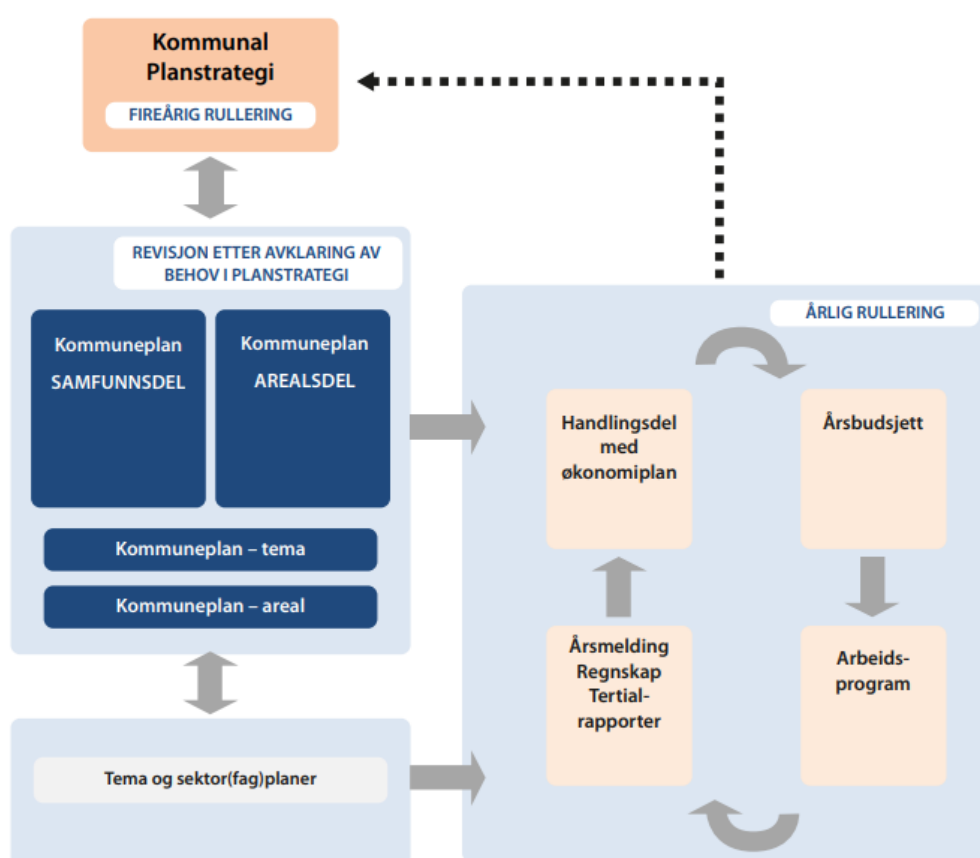 Kommunal
Planstrategi
FIREÅRIG RULLERING
REVISJON ETTER AVKLARING AV
BEHOV I PLANSTRATEGI
Kommuneplan
SAMFUNNSDEL
Kommuneplan
AREALSDEL
Kommuneplan – tema
Kommuneplan – areal
Tema og sektor(fag)planer
ÅRLIG RULLERING
Handlingsdel
med
økonomiplan
Årsbudsjett
Årsmelding
Regnskap
Tertial-
rapporter
Arbeids-
program